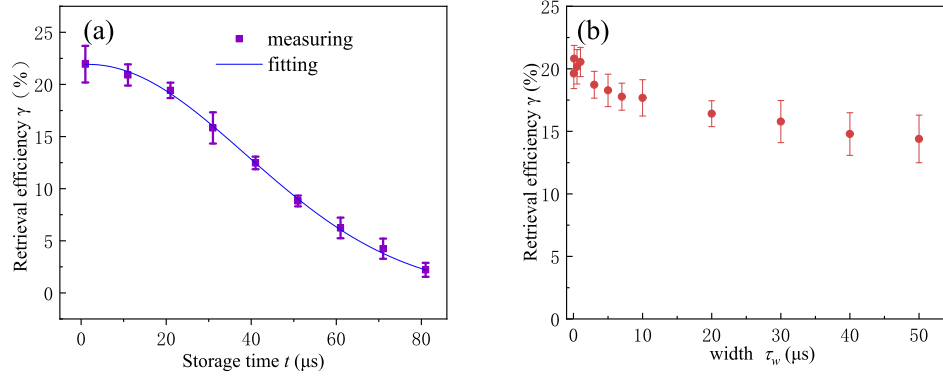 (a)
measuring
fitting
Retrieval efficiency γ (%)
25
20
15
10
5
0
0 20 40 60 80
Storage time t (μs)
(b)
Retrieval efficiency γ (%)
25
20
15
10
5
0
0 10 20 30 40 50
width τw (μs)